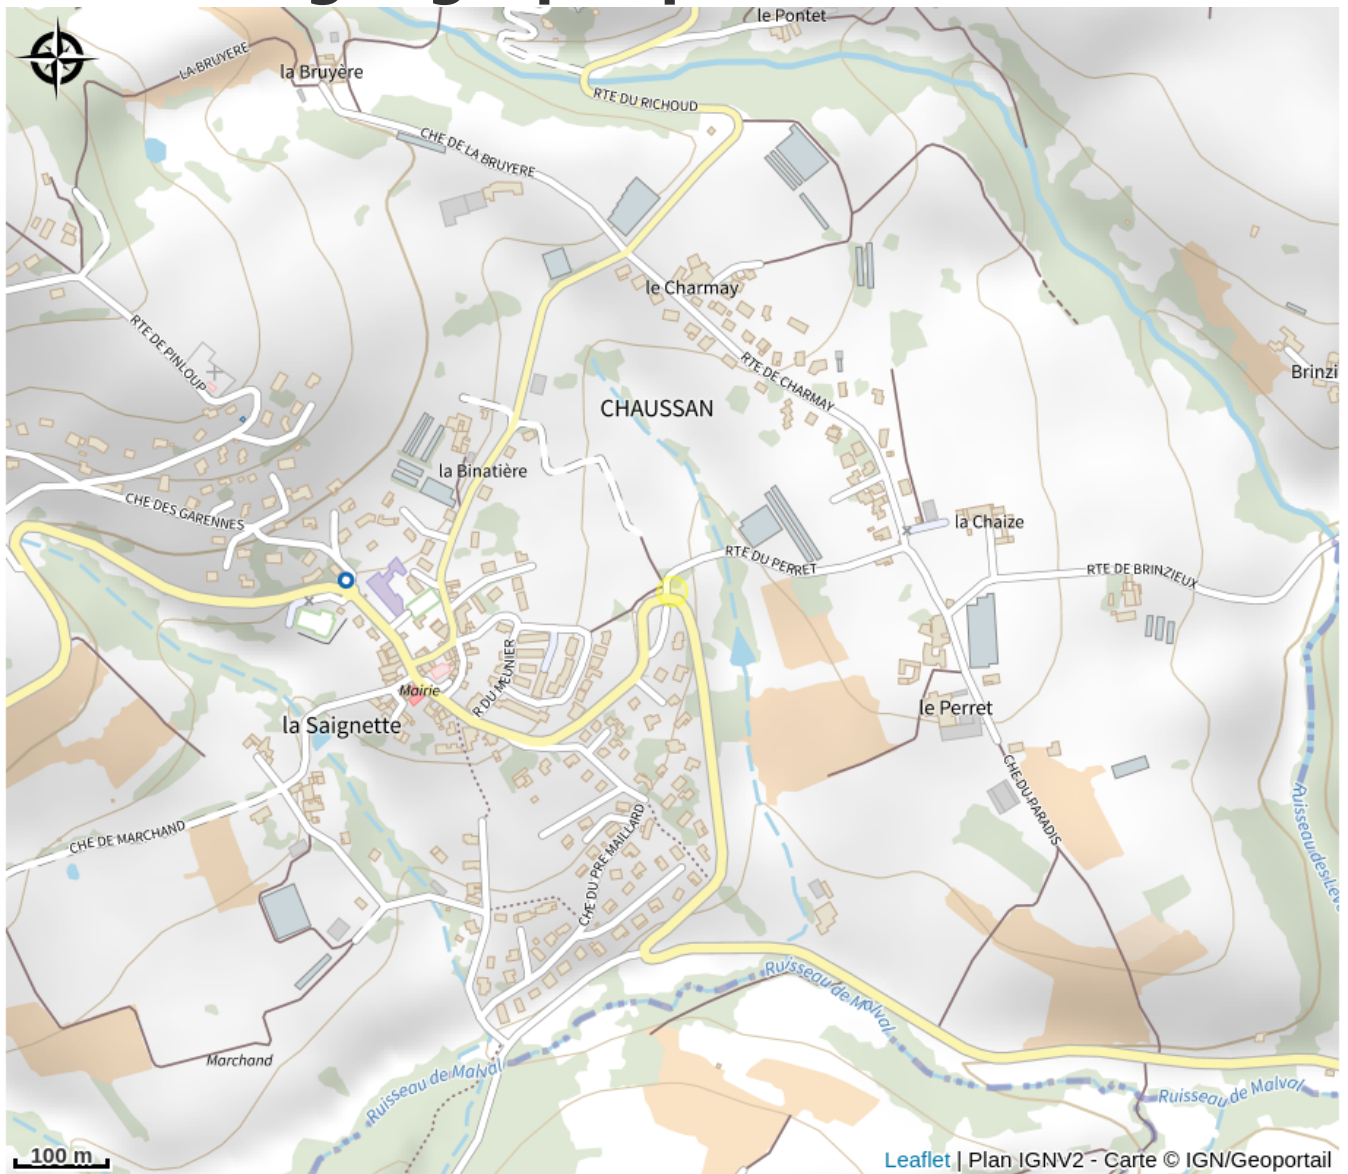 le Pontet
LA BRUYERE
la Bruyère
RTE DU RICHOUD
CHE DE LA BRUYERE
le Charmay
RTE DE PINLOUP
RTE DE CHARMAY
Brinzi
CHAUSSAN
la Binatière
CHE DES GARENNES
la Chaize
RTE DU PERRET
RTE DE BRINZIEUX
R DU MEUNIER
Mairie
la Saignette
le Perret
CHE DU PARADIS
CHE DE MARCHAND
CHE DU PRE MAILLARD
Ruisseau des Leve
Ruisseau de Malval
Marchand
Ruisseau de Malval
Ruisseau de Malval
100 m
Leaflet | Plan IGNV2 - Carte © IGN/Geoportail